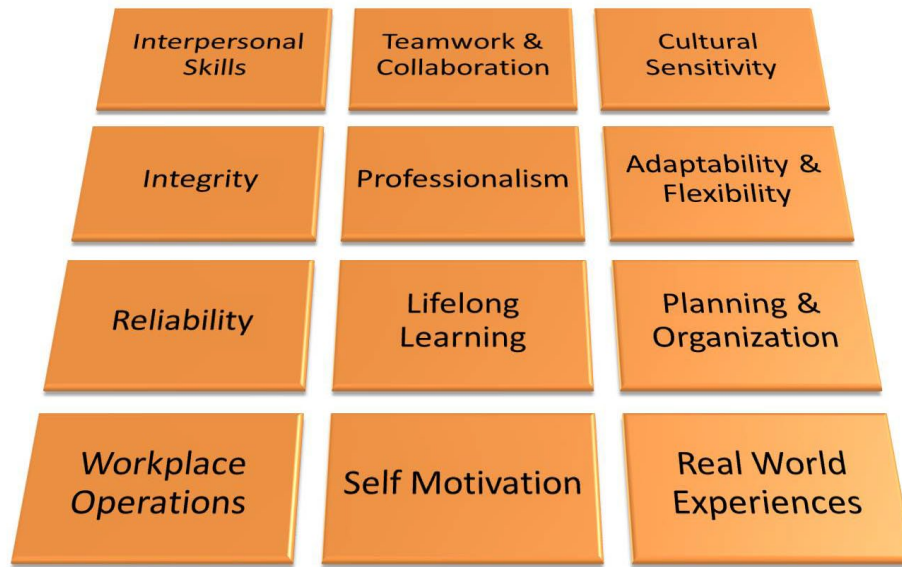 Interpersonal
Skills
Teamwork &
Collaboration
Cultural
Sensitivity
Integrity
Professionalism
Adaptability &
Flexibility
Reliability
Lifelong
Learning
Planning &
Organization
Workplace
Operations
Self Motivation
Real World
Experiences